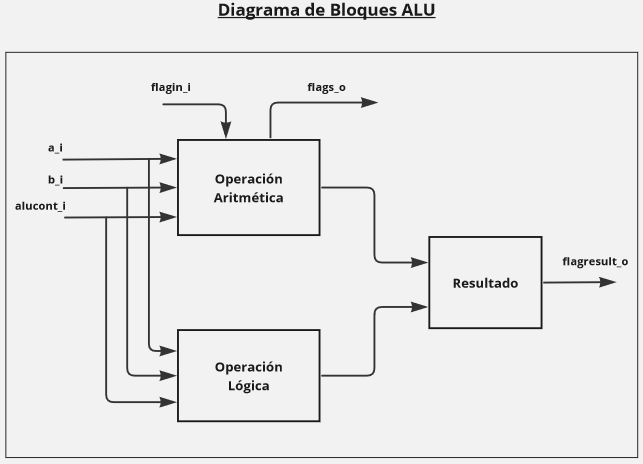 Diagrama de Bloques ALU
flagin_i
flags_o
a_i
b_i
alucont_i
Operación
Aritmética
Resultado
flagresult_o
Operación
Lógica